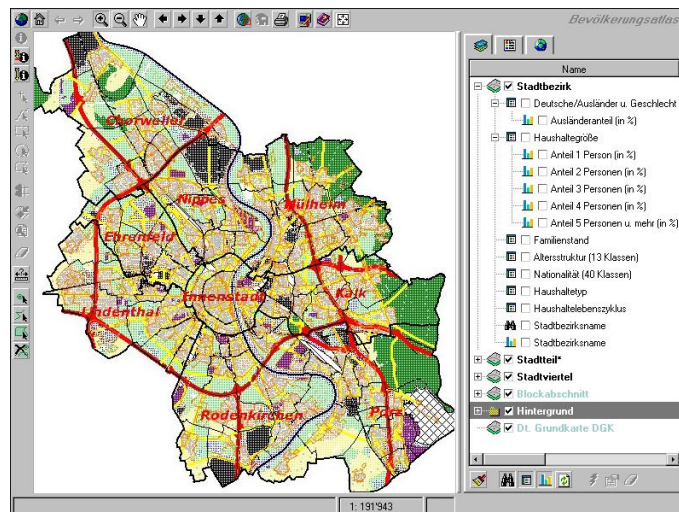 Bevölkerungsatlas
Chorweiler
Nippes
Mülheim
Ehrenfeld
Innenstadt
Kalk
Lindenthal
Rodenkirchen
Porz
1: 191'943
Name
Stadtbezirk
Deutsche/Ausländer u. Geschlecht
Ausländeranteil (in %)
Haushaltegröße
Anteil 1 Person (in %)
Anteil 2 Personen (in %)
Anteil 3 Personen (in %)
Anteil 4 Personen (in %)
Anteil 5 Personen u. mehr (in %)
Familienstand
Altersstruktur (13 Klassen)
Nationalität (40 Klassen)
Haushaltetyp
Haushaltelebenszyklus
Stadtbezirksname
Stadtbezirksname
Stadtteil*
Stadtviertel
Blockabschnitt
Hintergrund
Dt. Grundkarte DGK